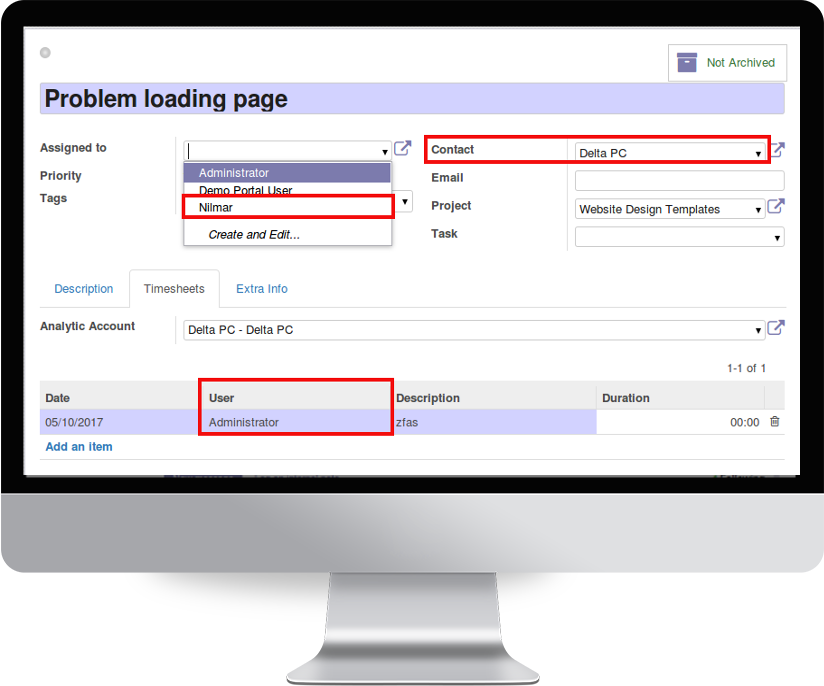 Not Archived
Problem loading page
Assigned to
Administrator
Demo Portal User
Nilmar
Create and Edit...
Priority
Tags
Contact Delta PC
Email
Project Website Design Templates
Task
Description Timesheets Extra Info
Analytic Account Delta PC - Delta PC
1-1 of 1
Date User Description Duration
05/10/2017 Administrator zfas 00:00
Add an item